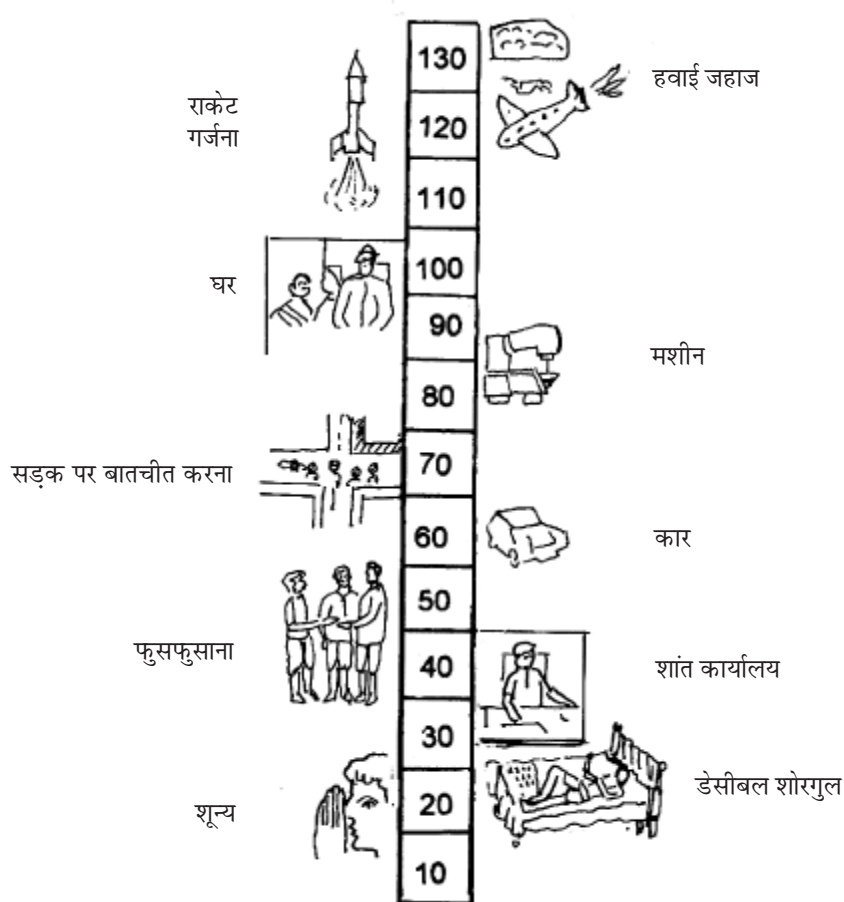 130
हवाई जहाज
राकेट
गर्जना
120
110
100
घर
90
मशीन
80
70
सड़क पर बातचीत करना
60
कार
50
फुसफुसाना
40
शांत कार्यालय
30
डेसीबल शोरगुल
20
शून्य
10